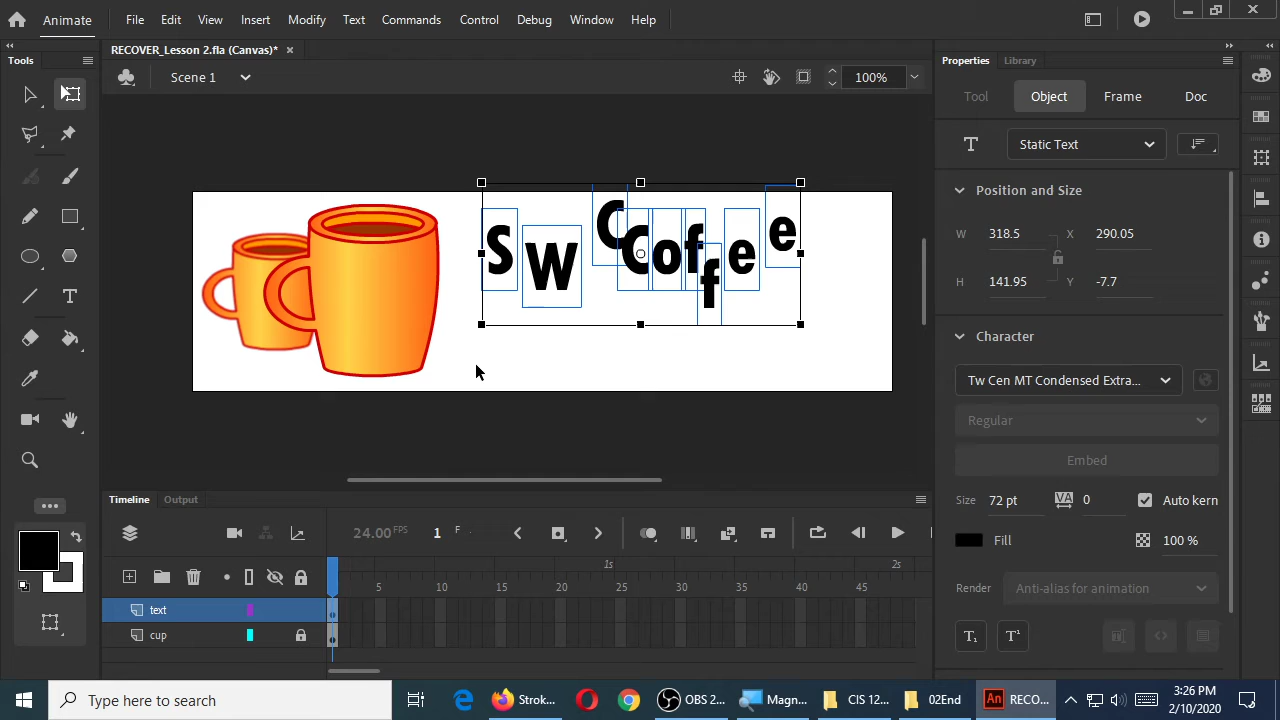 Animate File Edit View Insert Modify Text Commands Control Debug Window Help
RECOVER_Lesson 2.fla (Canvas)* ×
Tools
Properties Library
Scene 1 100%
Tool Object Frame Doc
T Static Text
Position and Size
W 318.5 X 290.05
H 141.95 Y -7.7
S W C C o f f e e
Character
Tw Cen MT Condensed Extra...
Regular
Embed
Size 72 pt VA 0 Auto kern
Fill 100 %
Render Anti-alias for animation
T. T¹
Timeline Output
24.00 FPS 1 F
1s 2s
5 10 15 20 25 30 35 40 45
text
cup
Type here to search
Strok...
OBS 2...
Magn...
CIS 12...
02End
An RECO...
3:26 PM
2/10/2020